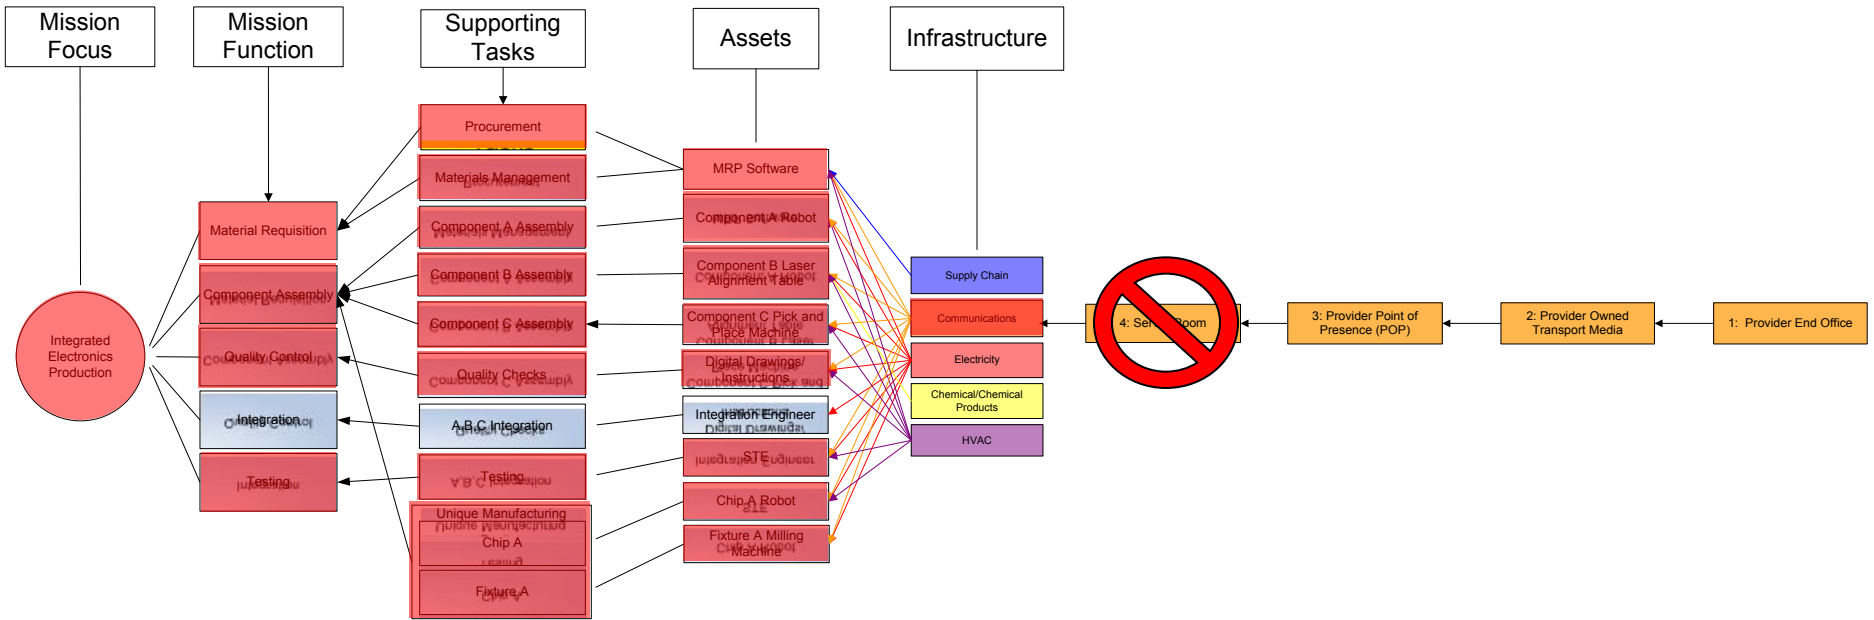 Mission
Focus
Mission
Function
Supporting
Tasks
Assets
Infrastructure
Integrated
Electronics
Production
Material Requisition
Component Assembly
Quality Control
Integration
Testing
Procurement
Materials Management
Component A Assembly
Component B Assembly
Component C Assembly
Quality Checks
A,B,C Integration
Testing
Unique Manufacturing
Chip A
Fixture A
MRP Software
Component A Robot
Component B Laser
Alignment Table
Component C Pick and
Place Machine
Digital Drawings/
Instructions
Integration Engineer
STE
Chip A Robot
Fixture A Milling
Machine
Supply Chain
Communications
Electricity
Chemical/Chemical
Products
HVAC
4: Server Room
3: Provider Point of
Presence (POP)
2: Provider Owned
Transport Media
1: Provider End Office